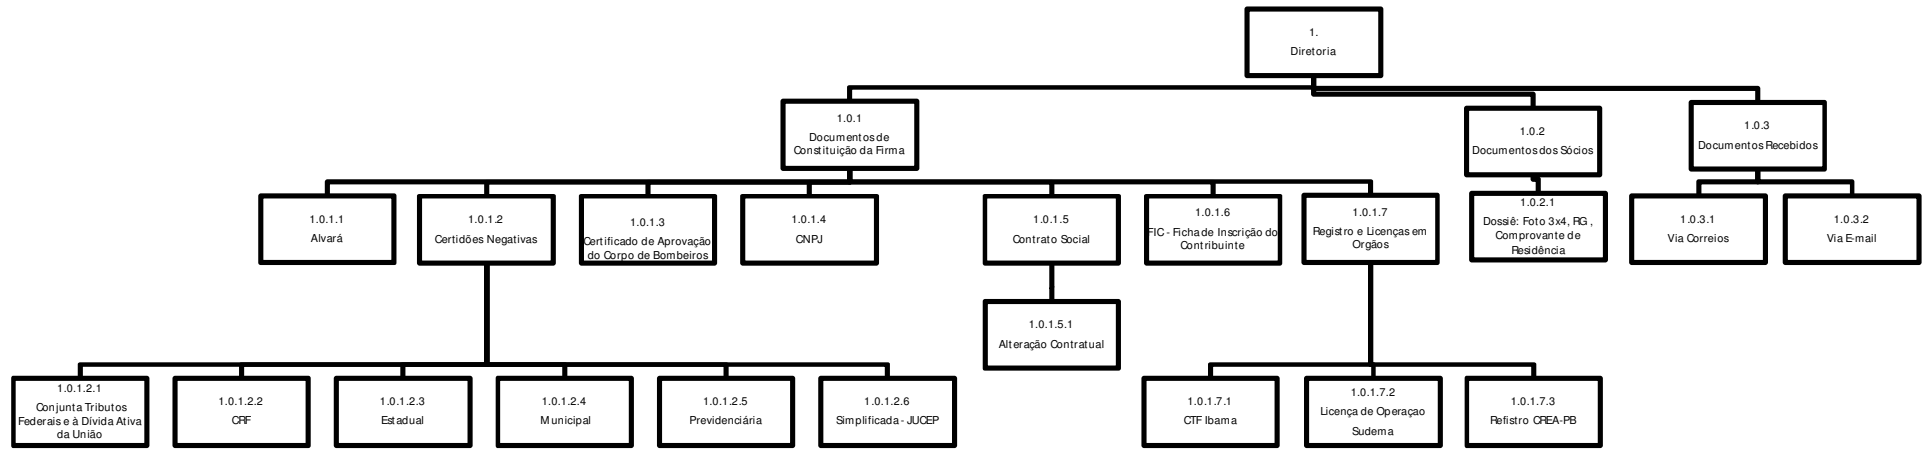 1.
Diretoria
1.0.1
Documentos de
Constituição da Firma
1.0.2
Documentos dos Sócios
1.0.3
Documentos Recebidos
1.0.1.1
Alvará
1.0.1.2
Certidões Negativas
1.0.1.3
Certificado de Aprovação
do Corpo de Bombeiros
1.0.1.4
CNPJ
1.0.1.5
Contrato Social
1.0.1.6
FIC - Ficha de Inscrição do
Contribuinte
1.0.1.7
Registro e Licenças em
Orgãos
1.0.2.1
Dossiê: Foto 3x4, RG ,
Comprovante de
Residência
1.0.3.1
Via Correios
1.0.3.2
Via E-mail
1.0.1.5.1
Alteração Contratual
1.0.1.2.1
Conjunta Tributos
Federais e à Dívida Ativa
da União
1.0.1.2.2
CRF
1.0.1.2.3
Estadual
1.0.1.2.4
Municipal
1.0.1.2.5
Previdenciária
1.0.1.2.6
Simplificada - JUCEP
1.0.1.7.1
CTF Ibama
1.0.1.7.2
Licença de Operaçao
Sudema
1.0.1.7.3
Refistro CREA-PB